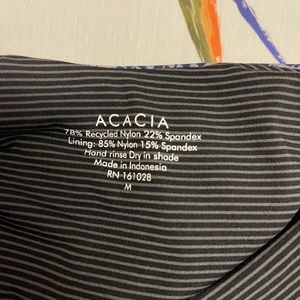 ACACIA
78% Recycled Nylon 22% Spandex
Lining: 85% Nylon 15% Spandex
Hand rinse Dry in shade
Made in Indonesia
RN 161028
M